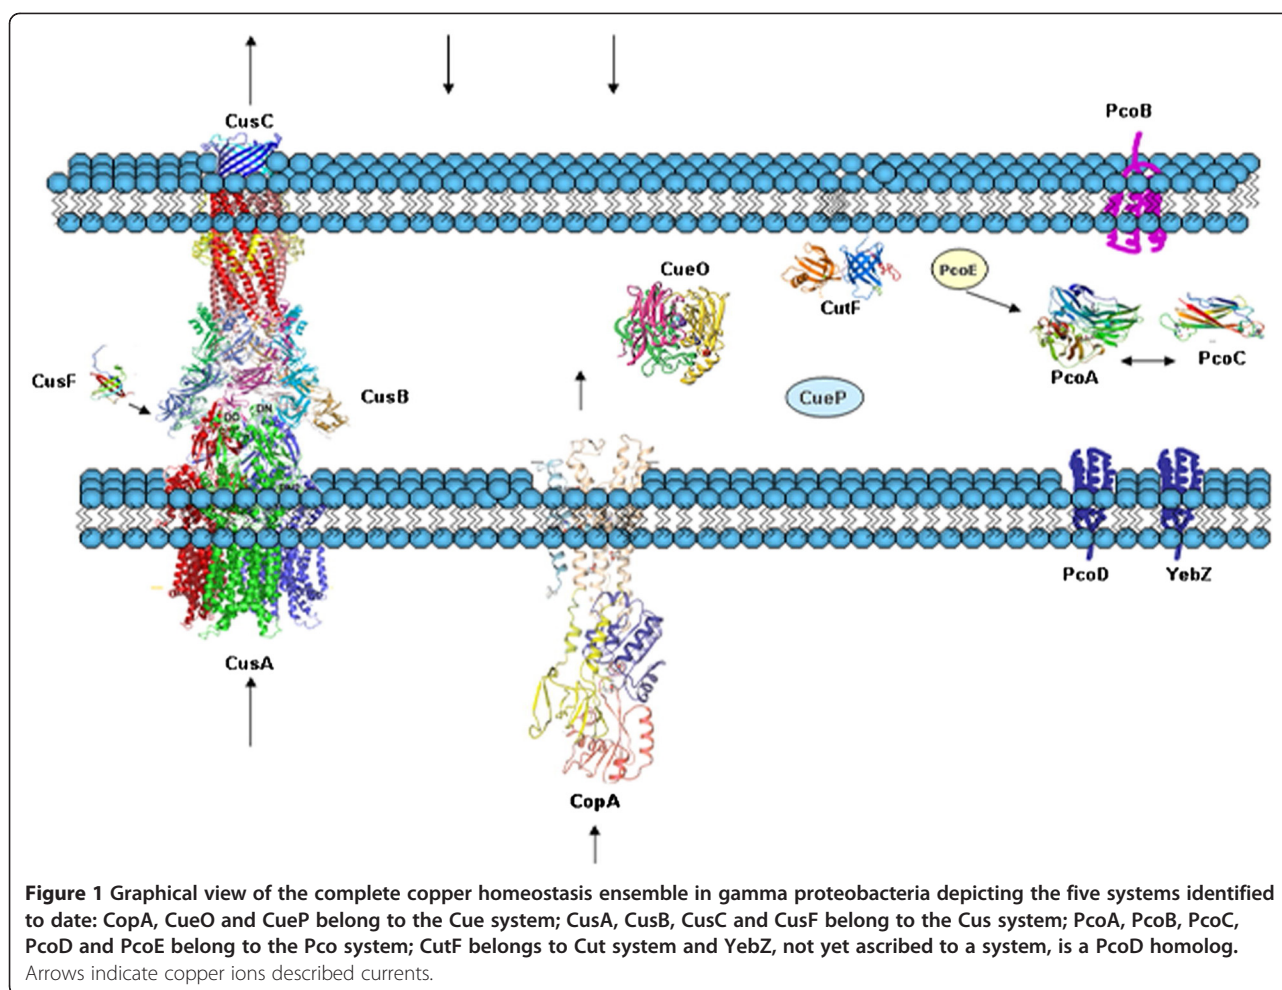 CusC
PcoB
CueO
CutF
PcoE
PcoA
PcoC
CusF
CusB
CueP
DC
DN
PcoD
YebZ
CusA
CopA
Figure 1 Graphical view of the complete copper homeostasis ensemble in gamma proteobacteria depicting the five systems identified
to date: CopA, CueO and CueP belong to the Cue system; CusA, CusB, CusC and CusF belong to the Cus system; PcoA, PcoB, PcoC,
PcoD and PcoE belong to the Pco system; CutF belongs to Cut system and YebZ, not yet ascribed to a system, is a PcoD homolog.
Arrows indicate copper ions described currents.